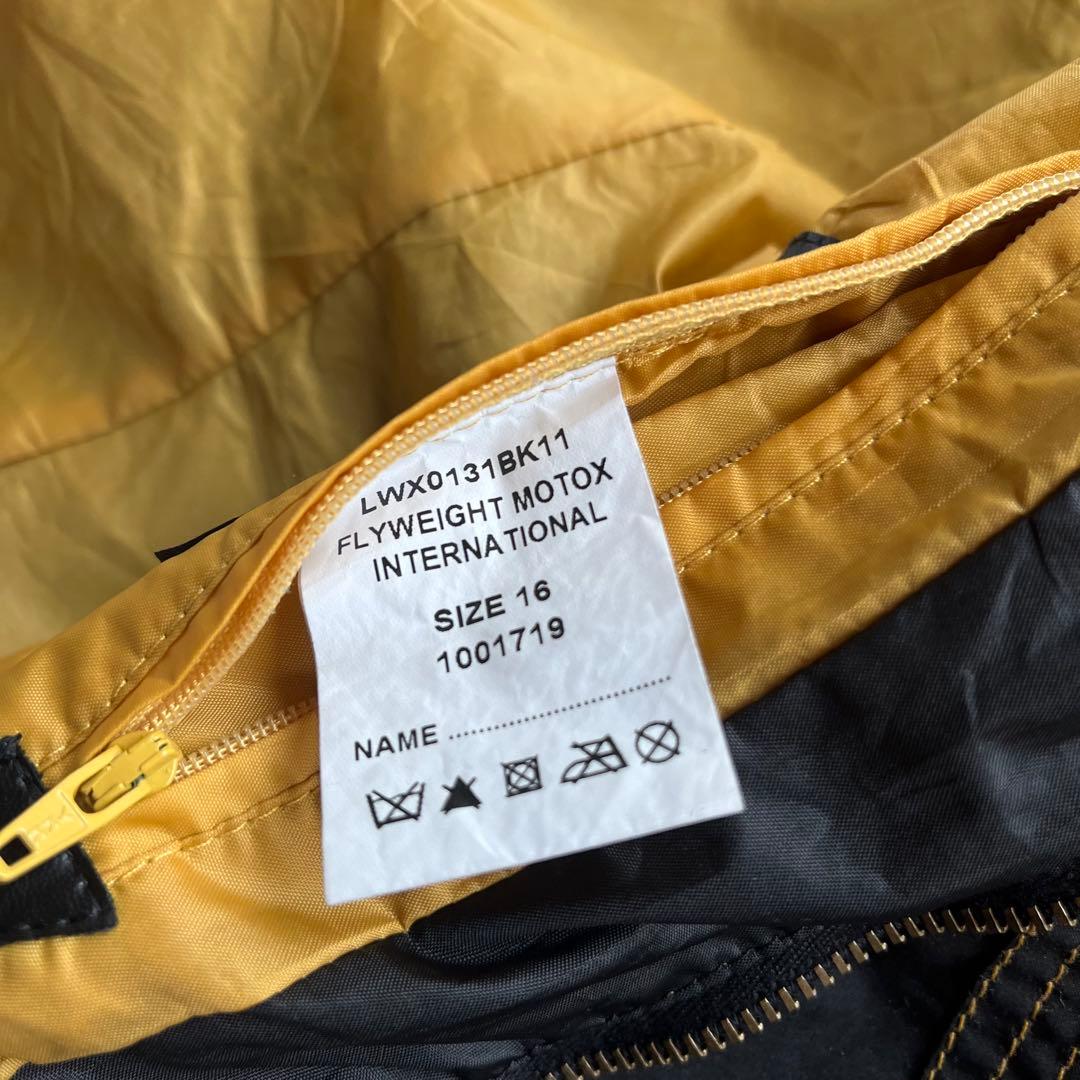 LWX0131BK11
FLYWEIGHT MOTOX
INTERNATIONAL
SIZE 16
1001719
NAME ................................